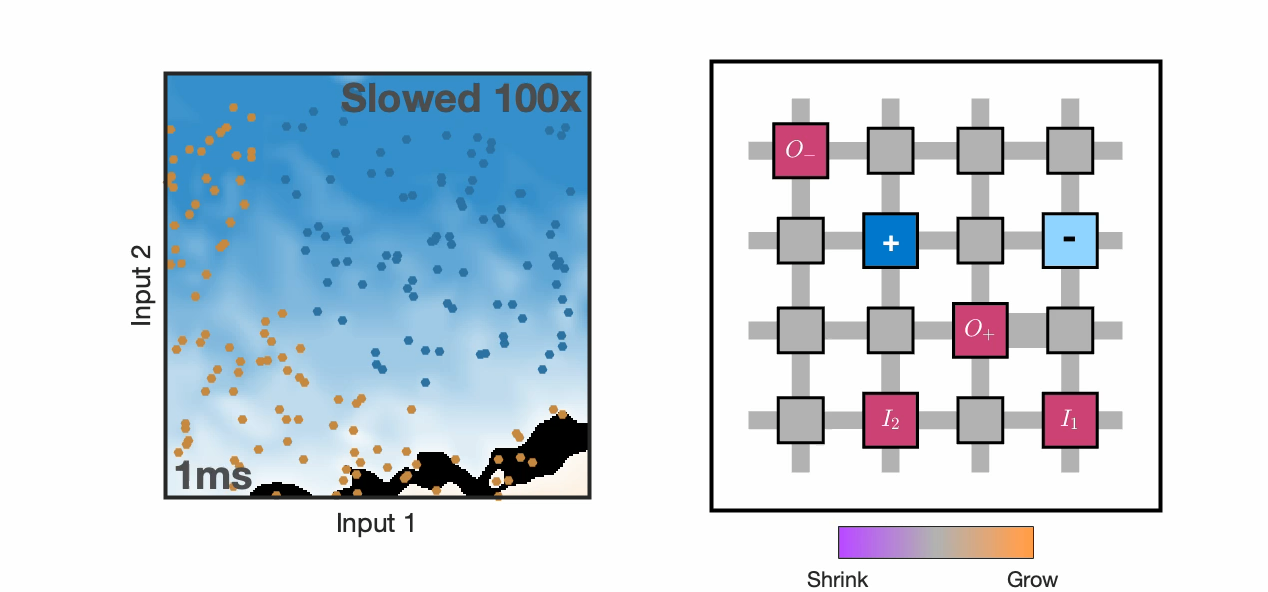 Slowed 100x
1ms
Input 2
Input 1
O₋
+
-
O₊
I₂
I₁
Shrink
Grow